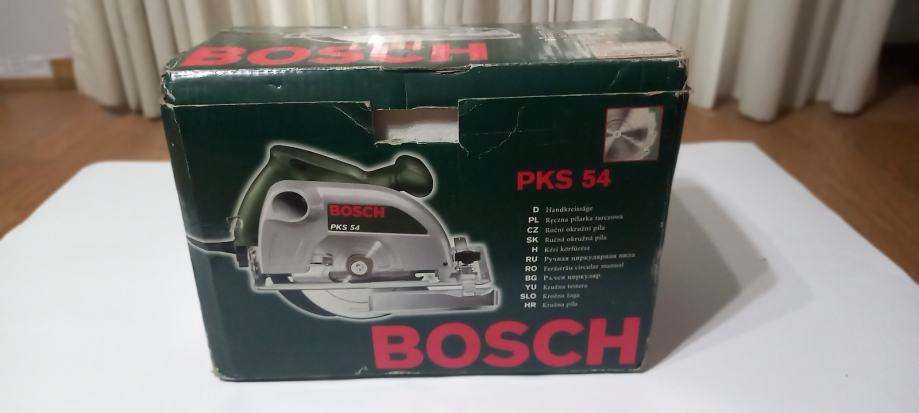 BOSCH
PKS 54
BOSCH
PKS 54
D Handkreissäge
PL Ręczna pilarka tarczowa
CZ Ruční okružní pila
SK Ručná okružná píla
H Kézi körfűrész
RU Ручная циркулярная пила
RO Ferăstrău circular manual
BG Ръчен циркуляр
YU Kružna testera
SLO Krožna žaga
HR Kružna pila
BOSCH